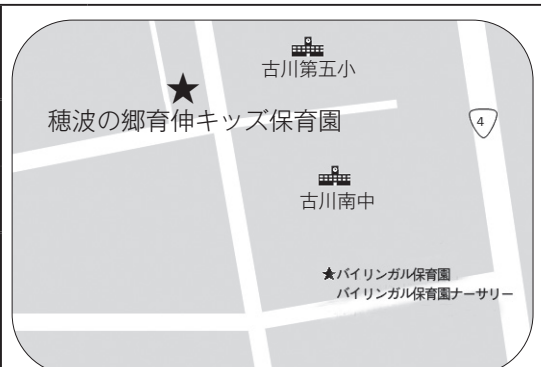 古川第五小
★
穂波の郷育伸キッズ保育園
4
古川南中
★バイリンガル保育園
バイリンガル保育園ナーサリー